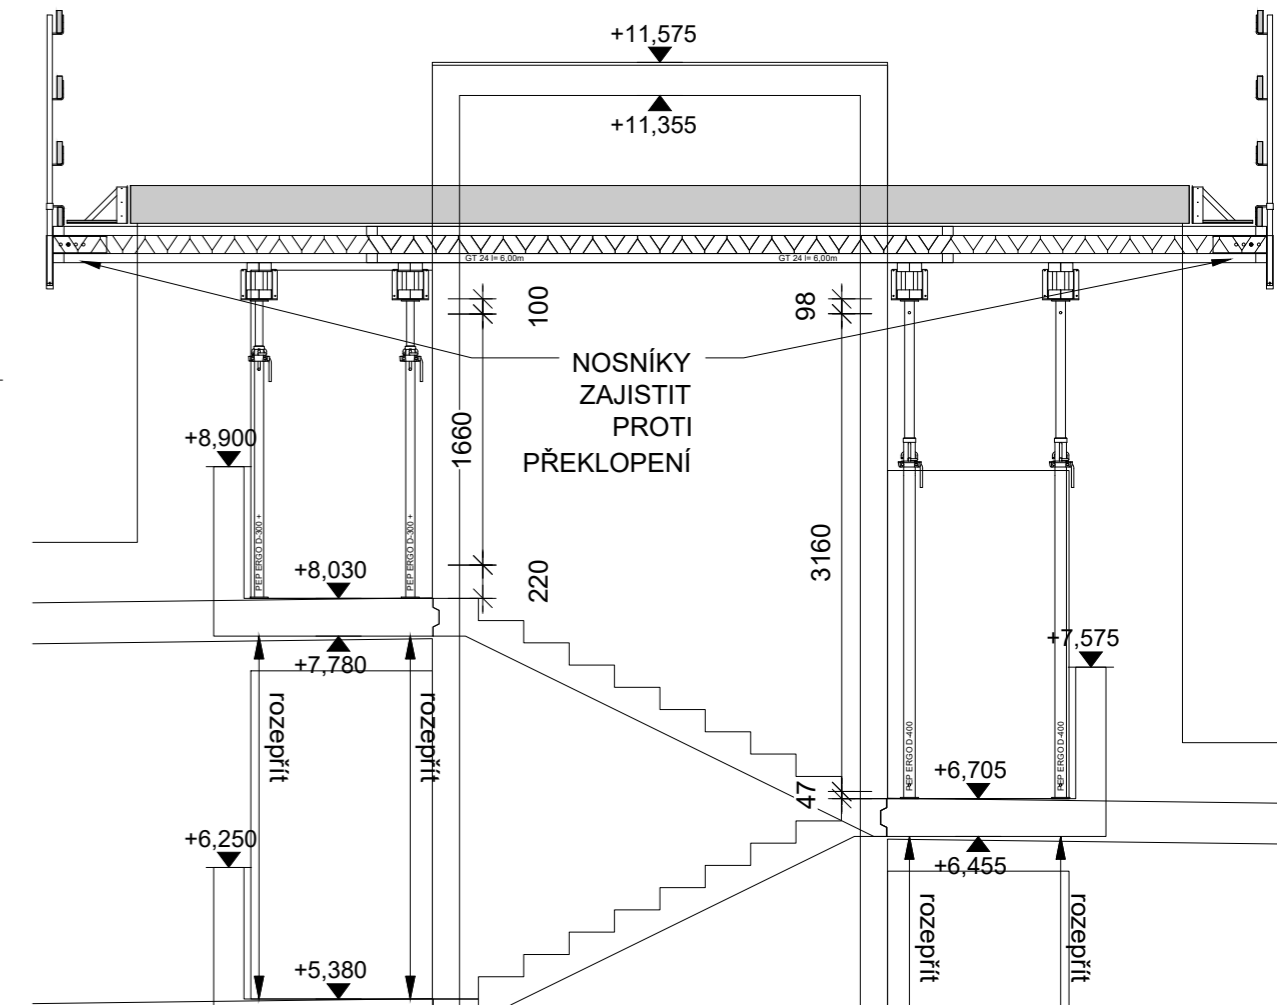 +11,575
+11,355
GT 24 l= 6,00m
GT 24 l= 6,00m
100
98
NOSNÍKY
ZAJISTIT
PROTI
PŘEKLOPENÍ
+8,900
1660
PEP ERGO D-300 +
PEP ERGO D-300 +
3160
+8,030
220
+7,780
+7,575
rozepřít
rozepřít
PEP ERGO D-400
PEP ERGO D-400
+6,705
47
+6,250
+6,455
rozepřít
rozepřít
+5,380